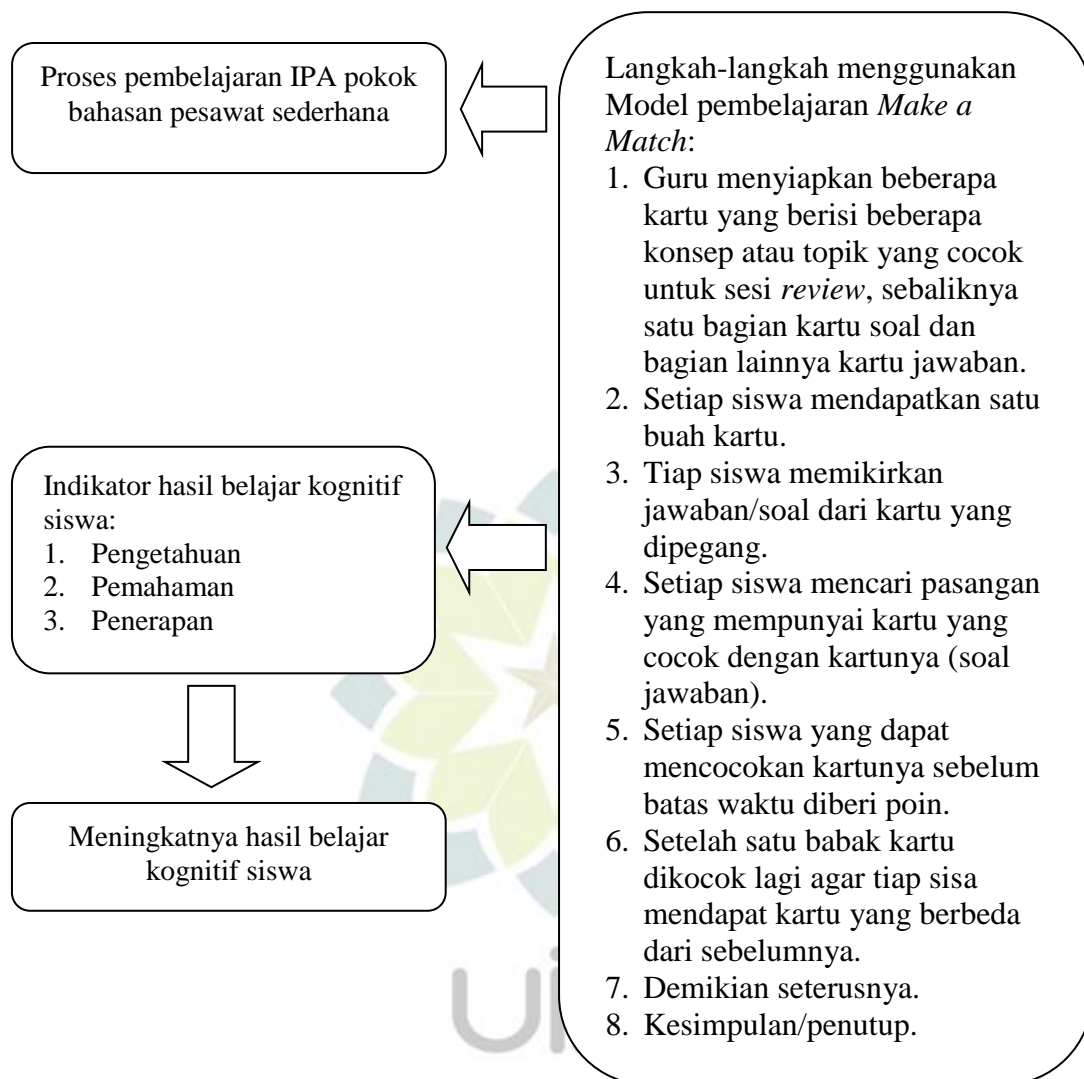 Proses pembelajaran IPA pokok
bahasan pesawat sederhana
Indikator hasil belajar kognitif
siswa:
1. Pengetahuan
2. Pemahaman
3. Penerapan
Meningkatnya hasil belajar
kognitif siswa
Langkah-langkah menggunakan
Model pembelajaran Make a
Match:
1. Guru menyiapkan beberapa
kartu yang berisi beberapa
konsep atau topik yang cocok
untuk sesi review, sebaliknya
satu bagian kartu soal dan
bagian lainnya kartu jawaban.
2. Setiap siswa mendapatkan satu
buah kartu.
3. Tiap siswa memikirkan
jawaban/soal dari kartu yang
dipegang.
4. Setiap siswa mencari pasangan
yang mempunyai kartu yang
cocok dengan kartunya (soal
jawaban).
5. Setiap siswa yang dapat
mencocokan kartunya sebelum
batas waktu diberi poin.
6. Setelah satu babak kartu
dikocok lagi agar tiap sisa
mendapat kartu yang berbeda
dari sebelumnya.
7. Demikian seterusnya.
8. Kesimpulan/penutup.